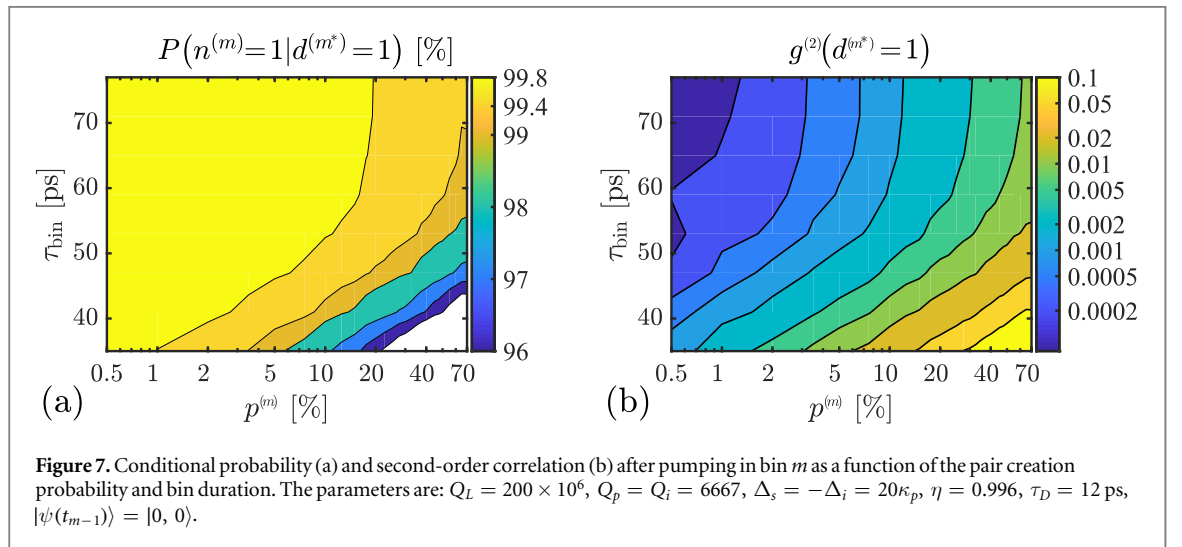 P(n^(m)=1|d^(m*)=1) [%]
99.8
99.4
99
98
97
96
70
60
50
40
τ_bin [ps]
0.5 1 2 5 10 20 40 70
p^(m) [%]
(a)
g^(2)(d^(m*)=1)
0.1
0.05
0.02
0.01
0.005
0.002
0.001
0.0005
0.0002
70
60
50
40
τ_bin [ps]
0.5 1 2 5 10 20 40 70
p^(m) [%]
(b)
Figure 7. Conditional probability (a) and second-order correlation (b) after pumping in bin m as a function of the pair creation
probability and bin duration. The parameters are: Q_L = 200 × 10^6, Q_p = Q_i = 6667, Δ_s = −Δ_i = 20κ_p, η = 0.996, τ_D = 12 ps,
|ψ(t_{m−1})⟩ = |0, 0⟩.